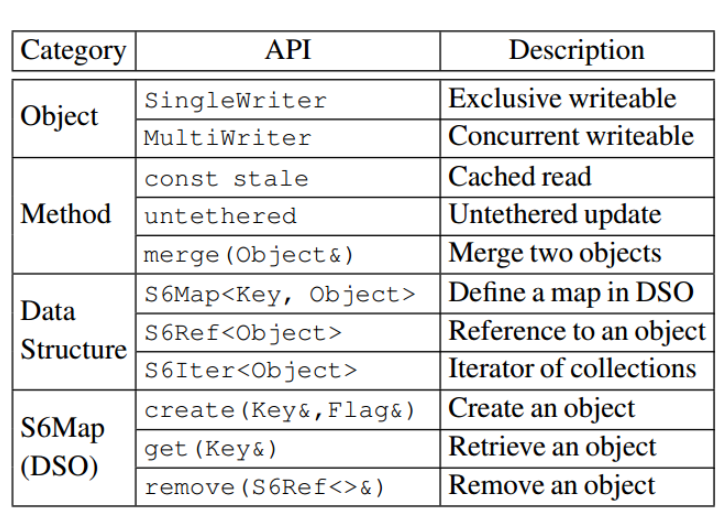 Category API Description
Object SingleWriter Exclusive writeable
MultiWriter Concurrent writeable
Method const stale Cached read
untethered Untethered update
merge(Object&) Merge two objects
Data Structure S6Map<Key, Object> Define a map in DSO
S6Ref<Object> Reference to an object
S6Iter<Object> Iterator of collections
S6Map (DSO) create(Key&,Flag&) Create an object
get(Key&) Retrieve an object
remove(S6Ref<>&) Remove an object